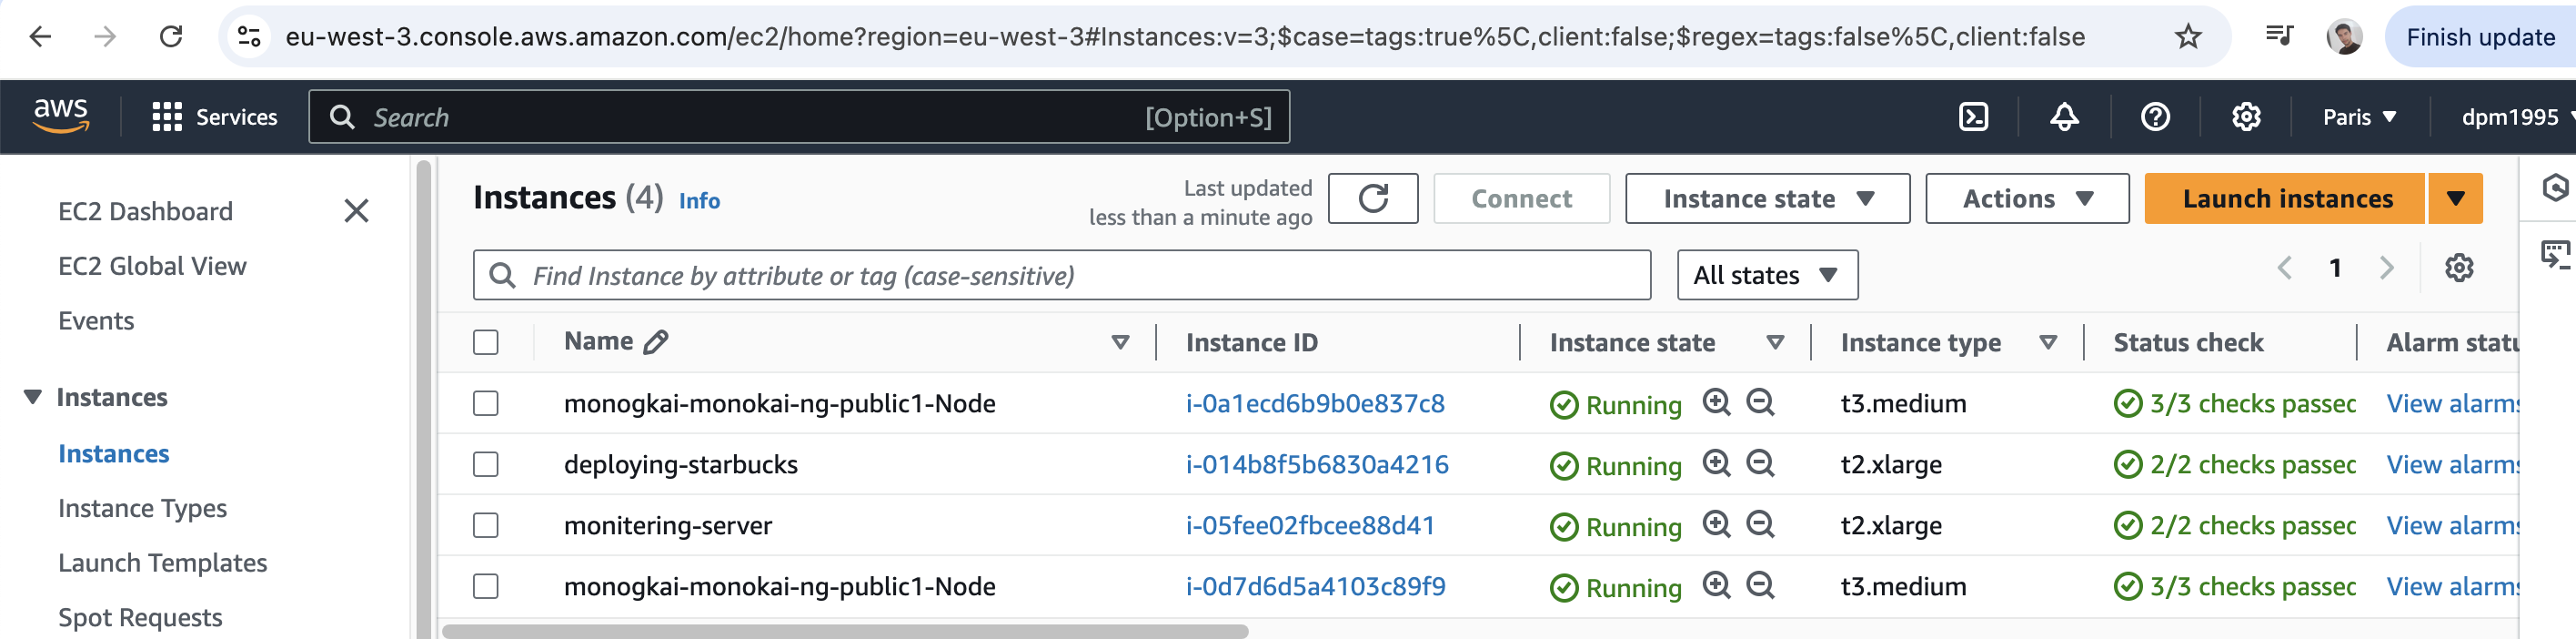 eu-west-3.console.aws.amazon.com/ec2/home?region=eu-west-3#Instances:v=3;$case=tags:true%5C,client:false;$regex=tags:false%5C,client:false
Finish update
aws
Services
Search
[Option+S]
Paris
dpm1995
EC2 Dashboard
EC2 Global View
Events
Instances
Instances
Instance Types
Launch Templates
Spot Requests
Instances (4) Info
Last updated
less than a minute ago
Connect
Instance state
Actions
Launch instances
Find Instance by attribute or tag (case-sensitive)
All states
1
Name Instance ID Instance state Instance type Status check Alarm statu
monogkai-monokai-ng-public1-Node i-0a1ecd6b9b0e837c8 Running t3.medium 3/3 checks passec View alarms
deploying-starbucks i-014b8f5b6830a4216 Running t2.xlarge 2/2 checks passec View alarms
monitering-server i-05fee02fbcee88d41 Running t2.xlarge 2/2 checks passec View alarms
monogkai-monokai-ng-public1-Node i-0d7d6d5a4103c89f9 Running t3.medium 3/3 checks passec View alarms